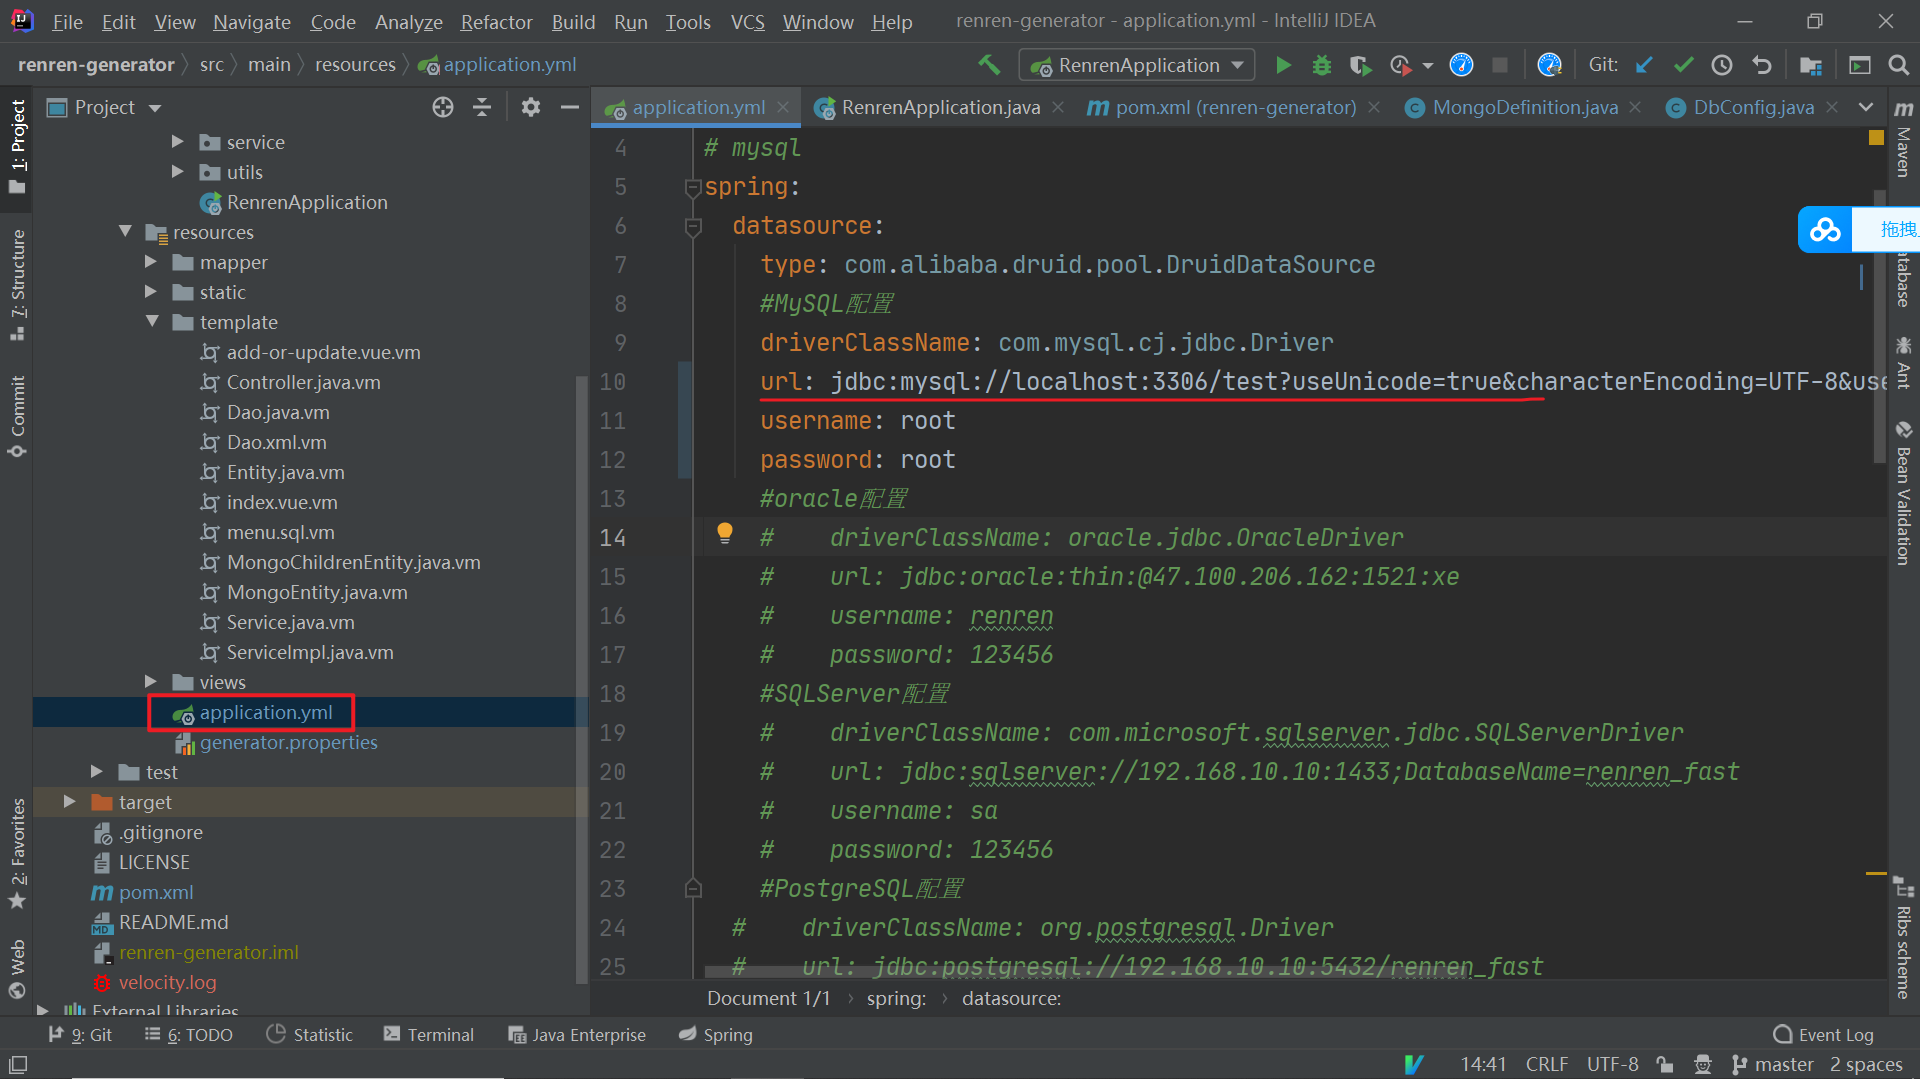 File Edit View Navigate Code Analyze Refactor Build Run Tools VCS Window Help renren-generator - application.yml - IntelliJ IDEA
renren-generator src main resources application.yml RenrenApplication Git:
Project
application.yml RenrenApplication.java pom.xml (renren-generator) MongoDefinition.java DbConfig.java
1: Project
7: Structure
Commit
2: Favorites
Web
service
utils
RenrenApplication
resources
mapper
static
template
add-or-update.vue.vm
Controller.java.vm
Dao.java.vm
Dao.xml.vm
Entity.java.vm
index.vue.vm
menu.sql.vm
MongoChildrenEntity.java.vm
MongoEntity.java.vm
Service.java.vm
ServiceImpl.java.vm
views
application.yml
generator.properties
test
target
.gitignore
LICENSE
pom.xml
README.md
renren-generator.iml
velocity.log
External Libraries
4 # mysql
5 spring:
6 datasource:
7 type: com.alibaba.druid.pool.DruidDataSource
8 #MySQL配置
9 driverClassName: com.mysql.cj.jdbc.Driver
10 url: jdbc:mysql://localhost:3306/test?useUnicode=true&characterEncoding=UTF-8&use
11 username: root
12 password: root
13 #oracle配置
14 # driverClassName: oracle.jdbc.OracleDriver
15 # url: jdbc:oracle:thin:@47.100.206.162:1521:xe
16 # username: renren
17 # password: 123456
18 #SQLServer配置
19 # driverClassName: com.microsoft.sqlserver.jdbc.SQLServerDriver
20 # url: jdbc:sqlserver://192.168.10.10:1433;DatabaseName=renren_fast
21 # username: sa
22 # password: 123456
23 #PostgreSQL配置
24 # driverClassName: org.postgresql.Driver
25 # url: jdbc:postgresql://192.168.10.10:5432/renren_fast
Document 1/1 spring: datasource:
Maven
拖拽
atabase
Ant
Bean Validation
Ribs scheme
9: Git 6: TODO Statistic Terminal Java Enterprise Spring Event Log
14:41 CRLF UTF-8 master 2 spaces